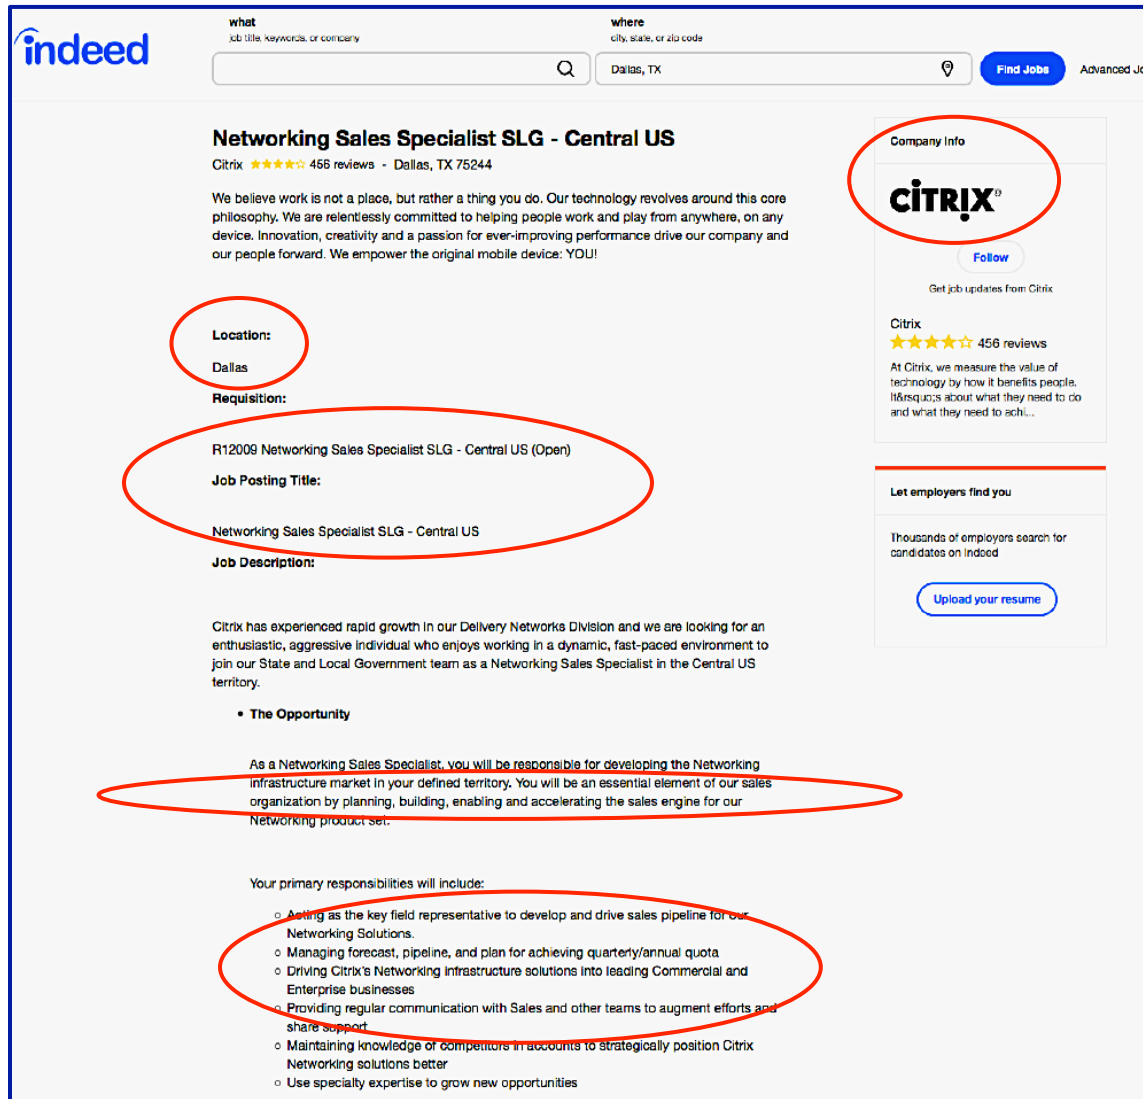 indeed
what
job title, keywords, or company
where
city, state, or zip code
Dallas, TX
Find Jobs
Advanced Jo
Networking Sales Specialist SLG - Central US
Citrix ★★★★☆ 456 reviews - Dallas, TX 75244
We believe work is not a place, but rather a thing you do. Our technology revolves around this core
philosophy. We are relentlessly committed to helping people work and play from anywhere, on any
device. Innovation, creativity and a passion for ever-improving performance drive our company and
our people forward. We empower the original mobile device: YOU!
Location:
Dallas
Requisition:
R12009 Networking Sales Specialist SLG - Central US (Open)
Job Posting Title:
Networking Sales Specialist SLG - Central US
Job Description:
Citrix has experienced rapid growth in our Delivery Networks Division and we are looking for an
enthusiastic, aggressive individual who enjoys working in a dynamic, fast-paced environment to
join our State and Local Government team as a Networking Sales Specialist in the Central US
territory.
• The Opportunity
As a Networking Sales Specialist, you will be responsible for developing the Networking
infrastructure market in your defined territory. You will be an essential element of our sales
organization by planning, building, enabling and accelerating the sales engine for our
Networking product set.
Your primary responsibilities will include:
○ Acting as the key field representative to develop and drive sales pipeline for our
Networking Solutions.
○ Managing forecast, pipeline, and plan for achieving quarterly/annual quota
○ Driving Citrix's Networking infrastructure solutions into leading Commercial and
Enterprise businesses
○ Providing regular communication with Sales and other teams to augment efforts and
share support
○ Maintaining knowledge of competitors in accounts to strategically position Citrix
Networking solutions better
○ Use specialty expertise to grow new opportunities
Company Info
CiTRIX®
Follow
Get job updates from Citrix
Citrix
★★★★☆ 456 reviews
At Citrix, we measure the value of
technology by how it benefits people.
It&rsquo;s about what they need to do
and what they need to achi...
Let employers find you
Thousands of employers search for
candidates on Indeed
Upload your resume